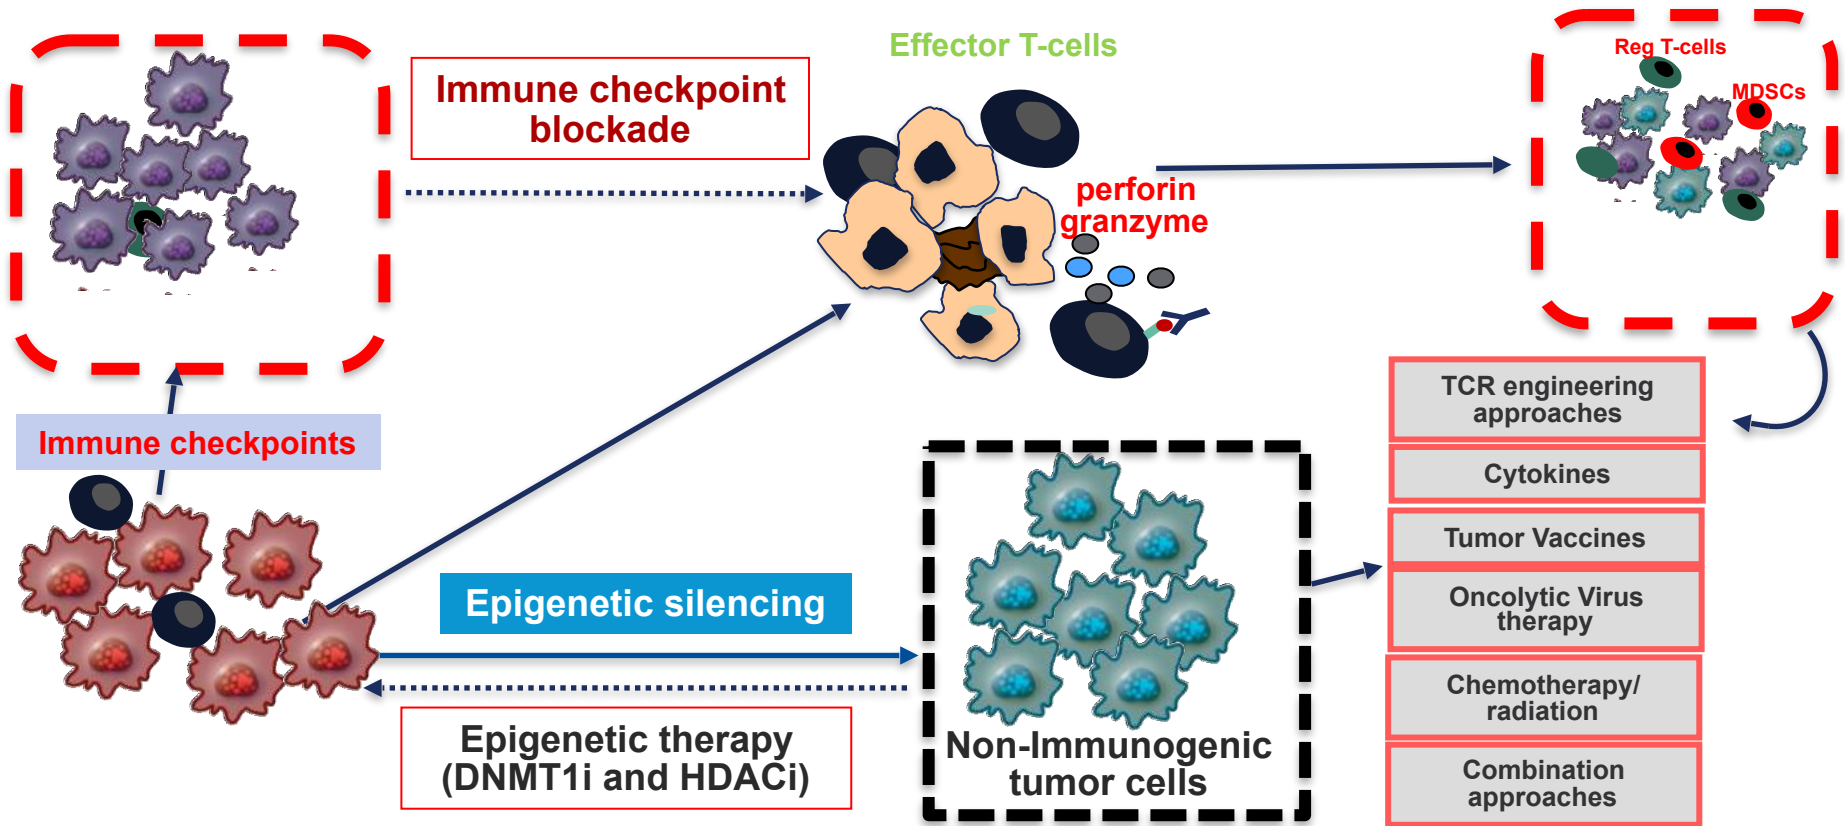 Effector T-cells
Reg T-cells
MDSCs
Immune checkpoint
blockade
perforin
granzyme
Immune checkpoints
TCR engineering
approaches
Cytokines
Tumor Vaccines
Oncolytic Virus
therapy
Chemotherapy/
radiation
Combination
approaches
Epigenetic silencing
Epigenetic therapy
(DNMT1i and HDACi)
Non-Immunogenic
tumor cells